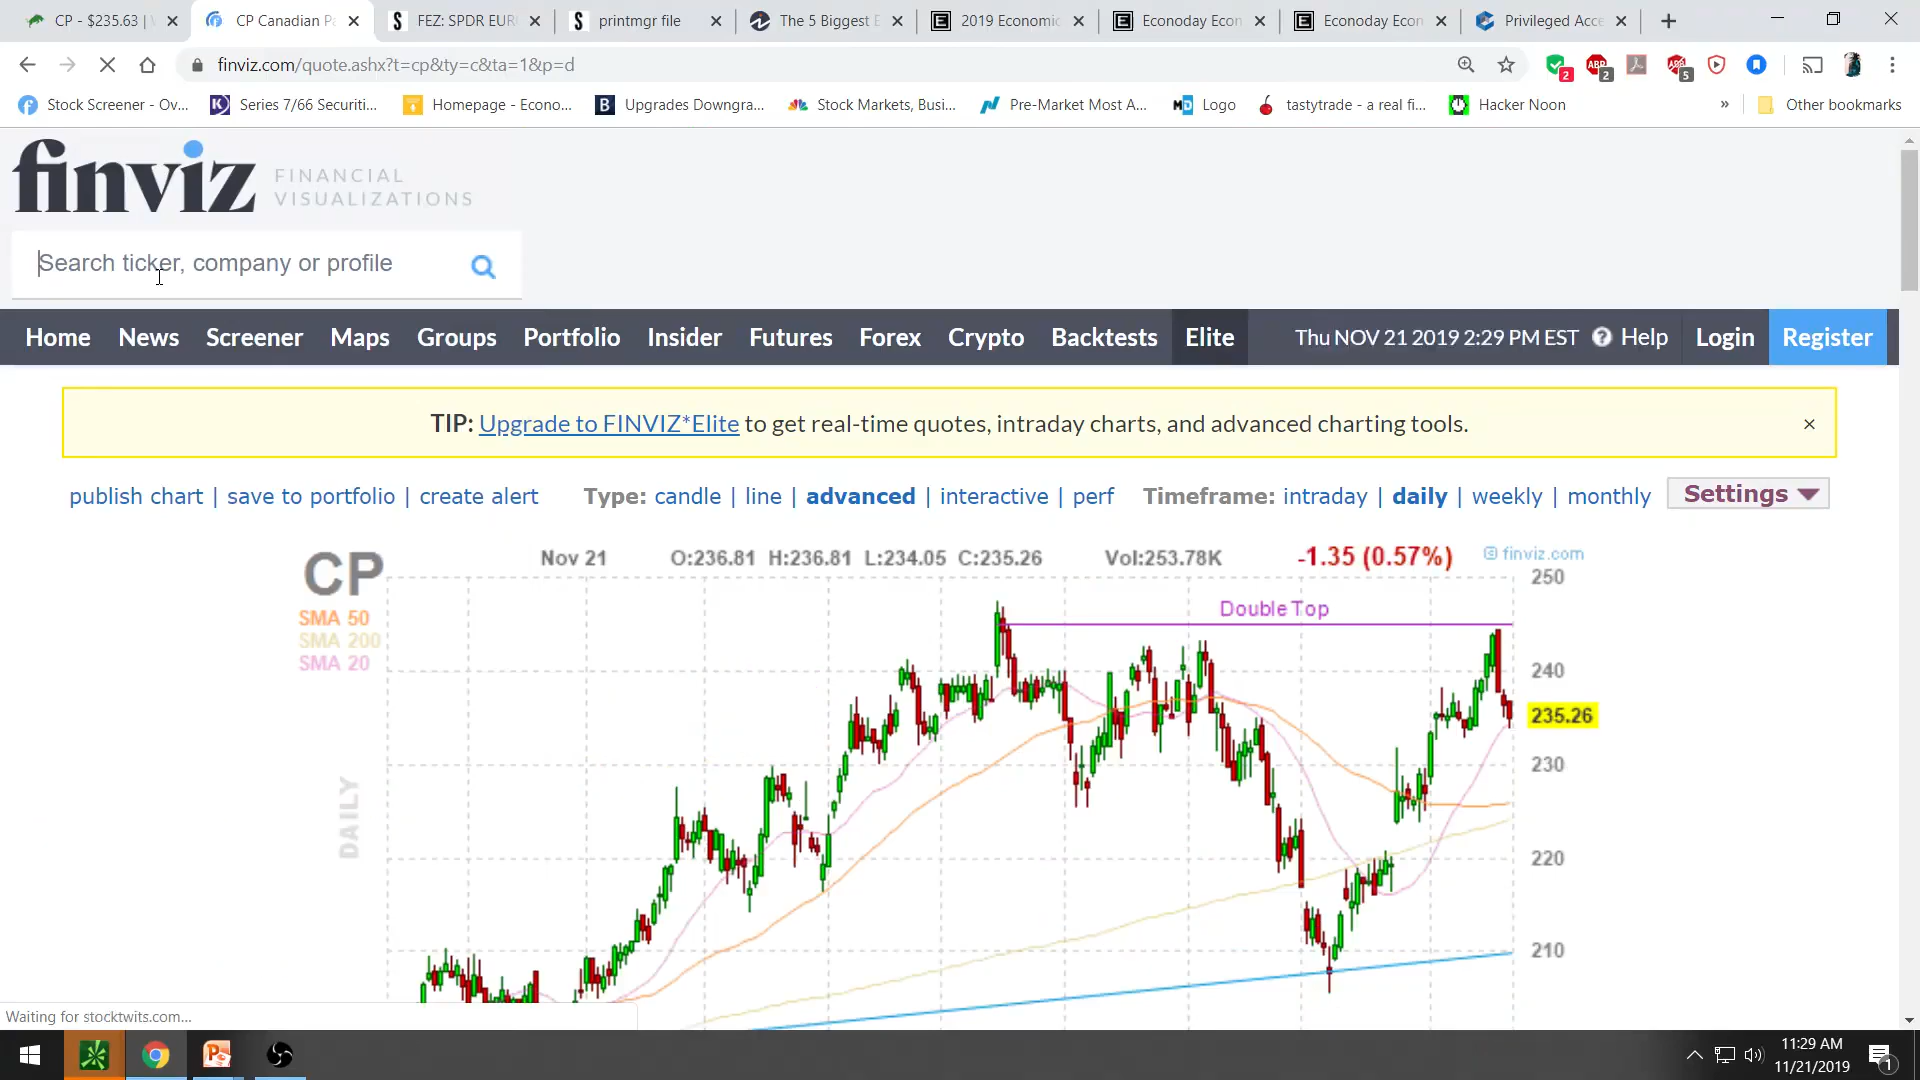 CP - $235.63 | W
CP Canadian Pa
FEZ: SPDR EUR
printmgr file
The 5 Biggest E
2019 Economic
Econoday Econ
Econoday Econ
Privileged Acce
finviz.com/quote.ashx?t=cp&ty=c&ta=1&p=d
2
ABP
2
5
Stock Screener - Ov...
Series 7/66 Securiti...
Homepage - Econo...
B
Upgrades Downgra...
Stock Markets, Busi...
Pre-Market Most A...
Logo
tastytrade - a real fi...
Hacker Noon
»
Other bookmarks
finviz
FINANCIAL
VISUALIZATIONS
Search ticker, company or profile
Home
News
Screener
Maps
Groups
Portfolio
Insider
Futures
Forex
Crypto
Backtests
Elite
Thu NOV 21 2019 2:29 PM EST
Help
Login
Register
TIP: Upgrade to FINVIZ*Elite to get real-time quotes, intraday charts, and advanced charting tools.
publish chart | save to portfolio | create alert
Type: candle | line | advanced | interactive | perf
Timeframe: intraday | daily | weekly | monthly
Settings
CP
Nov 21
O:236.81 H:236.81 L:234.05 C:235.26
Vol:253.78K
-1.35 (0.57%)
© finviz.com
SMA 50
SMA 200
SMA 20
Double Top
250
240
235.26
230
220
210
DAILY
Waiting for stocktwits.com...
11:29 AM
11/21/2019
1